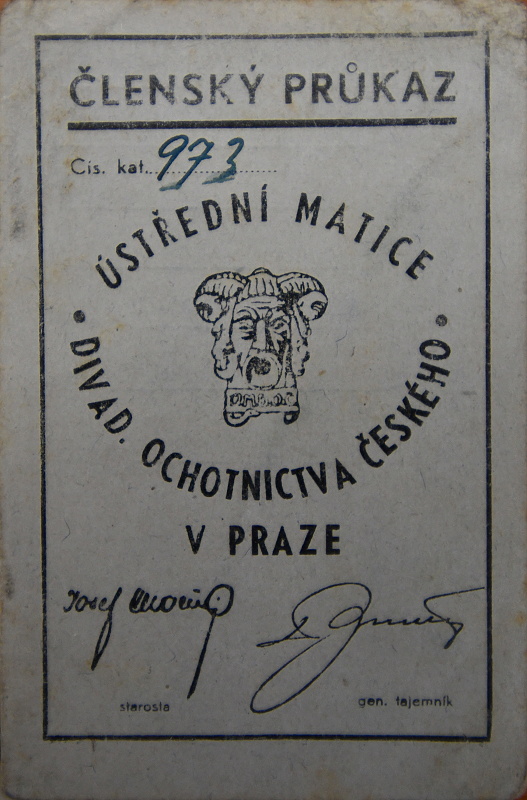 ČLENSKÝ PRŮKAZ
Čís. kat. 973
ÚSTŘEDNÍ MATICE
• DIVAD. OCHOTNICTVA ČESKÉHO •
V PRAZE
Josef
starosta
gen. tajemník